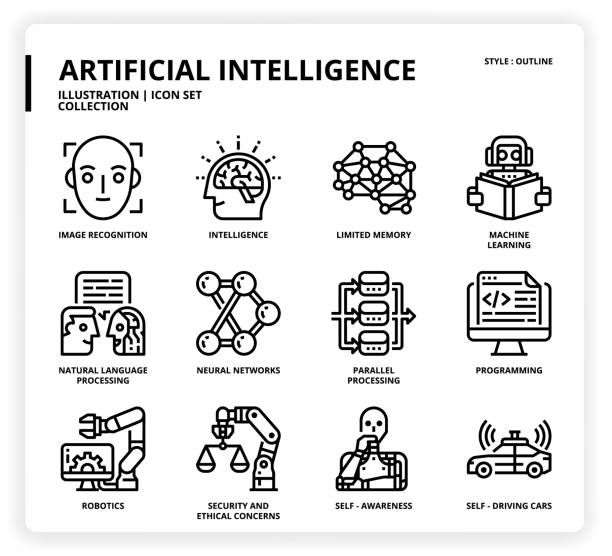 ARTIFICIAL INTELLIGENCE
STYLE : OUTLINE
ILLUSTRATION | ICON SET
COLLECTION
IMAGE RECOGNITION
INTELLIGENCE
LIMITED MEMORY
MACHINE
LEARNING
NATURAL LANGUAGE
PROCESSING
NEURAL NETWORKS
PARALLEL
PROCESSING
</>
PROGRAMMING
ROBOTICS
SECURITY AND
ETHICAL CONCERNS
SELF - AWARENESS
SELF - DRIVING CARS